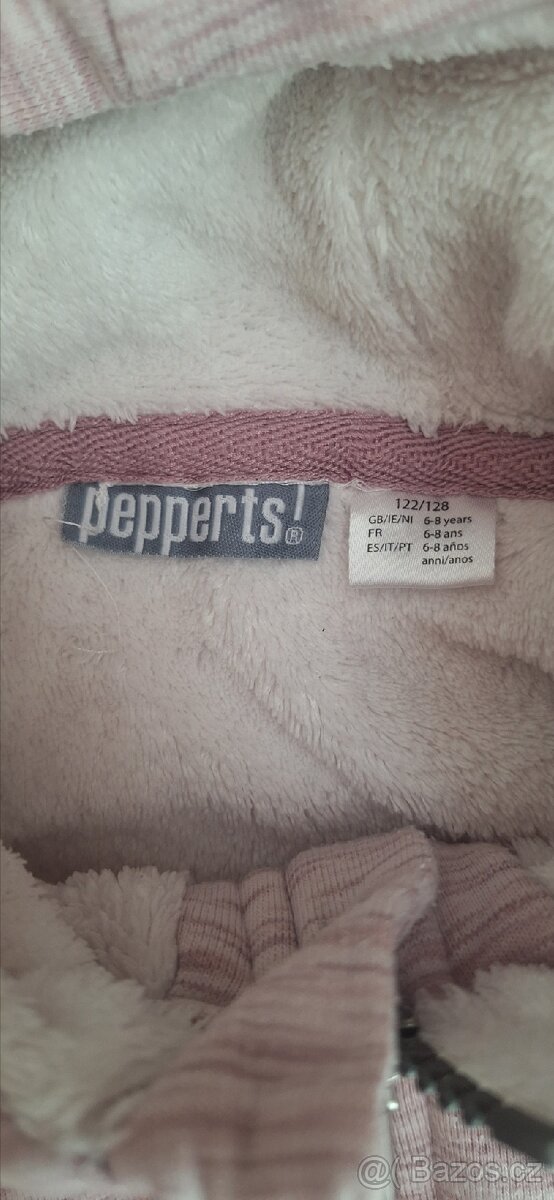 pepperts!®
122/128
GB/IE/NI 6-8 years
FR 6-8 ans
ES/IT/PT 6-8 años
anni/anos
@( Bazos.cz